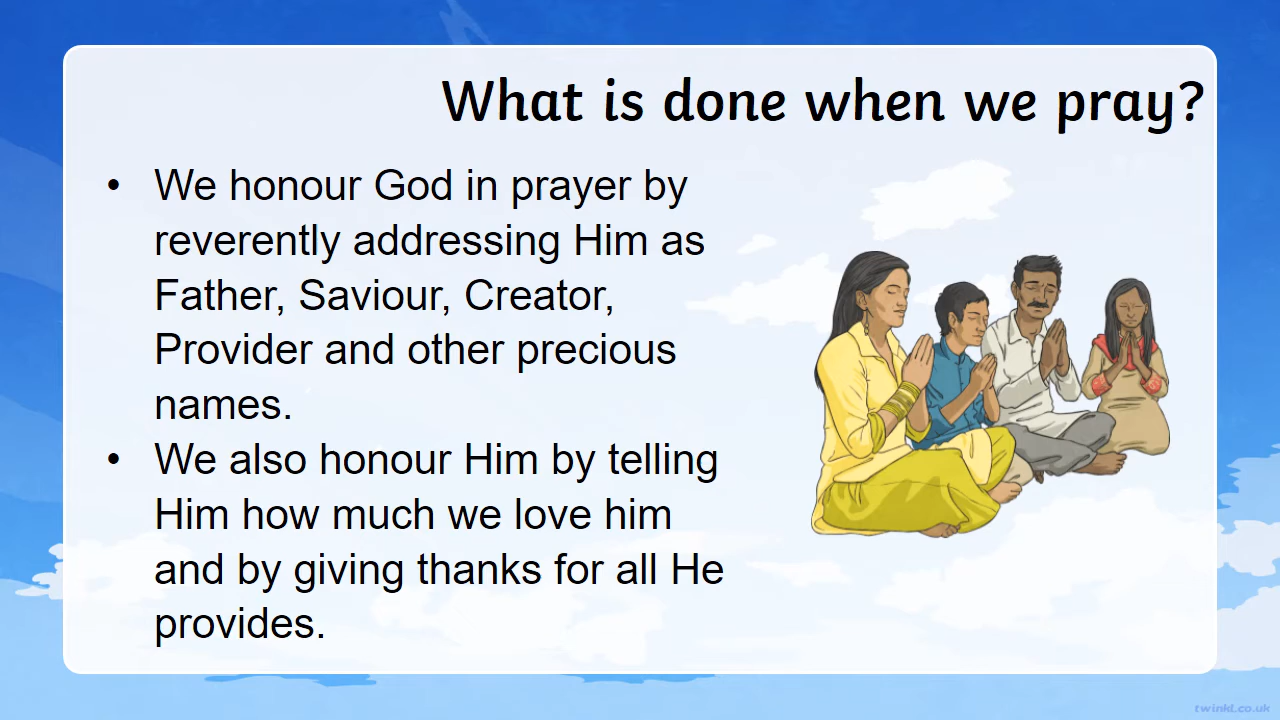 What is done when we pray?
• We honour God in prayer by
reverently addressing Him as
Father, Saviour, Creator,
Provider and other precious
names.
• We also honour Him by telling
Him how much we love him
and by giving thanks for all He
provides.
twinkl.co.uk